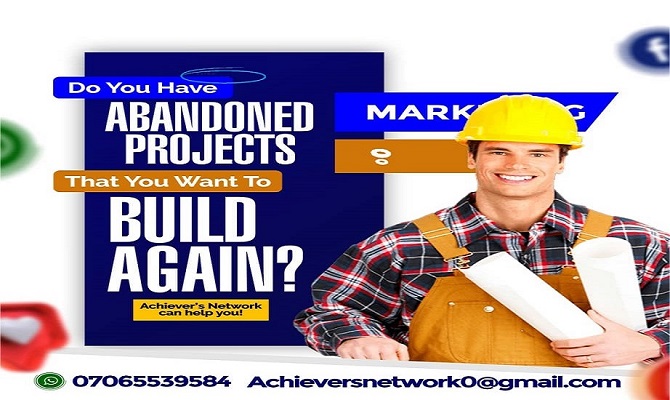 Do You Have
ABANDONED
PROJECTS
That You Want To
BUILD
AGAIN?
Achiever's Network
can help you!
07065539584 Achieversnetwork0@gmail.com